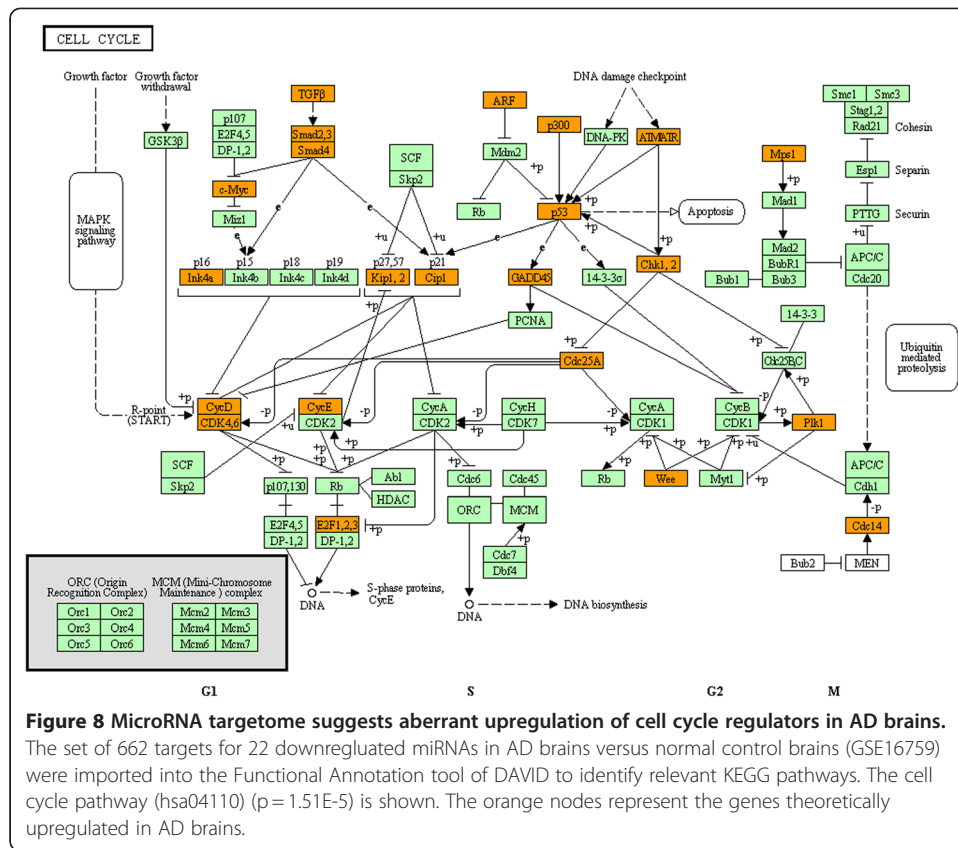 CELL CYCLE
Growth factor
Growth factor withdrawal
GSK3β
MAPK signaling pathway
p107
E2F4,5
DP-1,2
TGFβ
Smad2,3
Smad4
c-Myc
Miz1
SCF
Skp2
ARF
Mdm2
Rb
p300
DNA damage checkpoint
DNA-PK
ATM/ATR
p53
Apoptosis
Mps1
Mad1
Mad2
BubR1
Bub3
Bub1
Smc1 Smc3
Stag1,2
Rad21
Cohesin
Esp1
Separin
PTTG
Securin
+u
APC/C
Cdc20
+p
+p
+p
+p
+p
e
e
e
e
e
+u
+u
p16
p15
p18
p19
p27,57
p21
Ink4a
Ink4b
Ink4c
Ink4d
Kip1, 2
Cip1
GADD45
14-3-3σ
Chk1, 2
PCNA
14-3-3
Cdc25A
Cdc25B,C
Ubiquitin mediated proteolysis
R-point (START)
+p
+p
+p
+p
+p
-p
-p
-p
-p
-p
CycD
CDK4,6
CycE
CDK2
CycA
CDK2
CycH
CDK7
CycA
CDK1
CycB
CDK1
Plk1
+p
+p
+p
+u
+u
SCF
Skp2
+p
+p
+p
+p
+p
+p
+p
+p
+p
p107,130
Rb
Abl
HDAC
Cdc6
Cdc45
ORC
MCM
Cdc7
Dbf4
+p
Rb
Wee
Myt1
APC/C
Cdh1
-p
Cdc14
Bub2
MEN
E2F4,5
DP-1,2
E2F1,2,3
DP-1,2
+p
DNA
S-phase proteins, CycE
DNA
DNA biosynthesis
ORC (Origin
Recognition Complex)
Orc1 Orc2
Orc3 Orc4
Orc5 Orc6
MCM (Mini-Chromosome
Maintenance ) complex
Mcm2 Mcm3
Mcm4 Mcm5
Mcm6 Mcm7
G1 S G2 M
Figure 8 MicroRNA targetome suggests aberrant upregulation of cell cycle regulators in AD brains.
The set of 662 targets for 22 downregluated miRNAs in AD brains versus normal control brains (GSE16759)
were imported into the Functional Annotation tool of DAVID to identify relevant KEGG pathways. The cell
cycle pathway (hsa04110) (p = 1.51E-5) is shown. The orange nodes represent the genes theoretically
upregulated in AD brains.